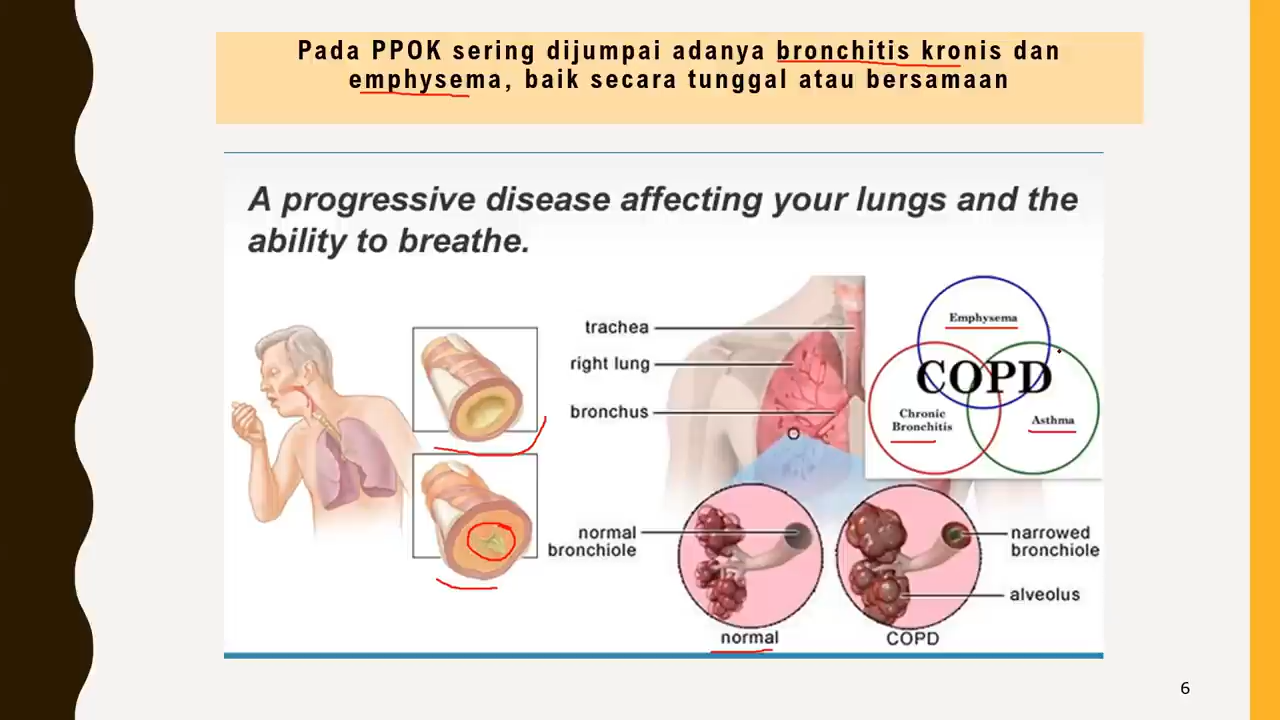 Pada PPOK sering dijumpai adanya bronchitis kronis dan
emphysema, baik secara tunggal atau bersamaan
A progressive disease affecting your lungs and the
ability to breathe.
trachea
right lung
bronchus
Emphysema
COPD
Chronic
Bronchitis
Asthma
normal
bronchiole
narrowed
bronchiole
alveolus
normal
COPD
6